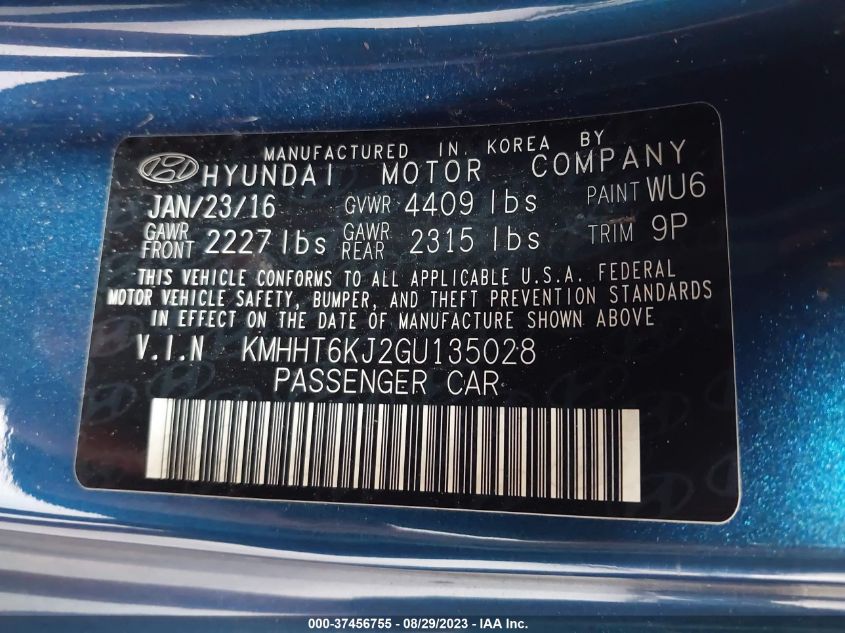 MANUFACTURED IN KOREA BY
HYUNDAI MOTOR COMPANY
JAN/23/16 GVWR 4409 lbs PAINT WU6
GAWR FRONT 2227 lbs GAWR REAR 2315 lbs TRIM 9P
THIS VEHICLE CONFORMS TO ALL APPLICABLE U.S.A. FEDERAL
MOTOR VEHICLE SAFETY, BUMPER, AND THEFT PREVENTION STANDARDS
IN EFFECT ON THE DATE OF MANUFACTURE SHOWN ABOVE
V.I.N KMHHT6KJ2GU135028
PASSENGER CAR
000-37456755 - 08/29/2023 - IAA Inc.